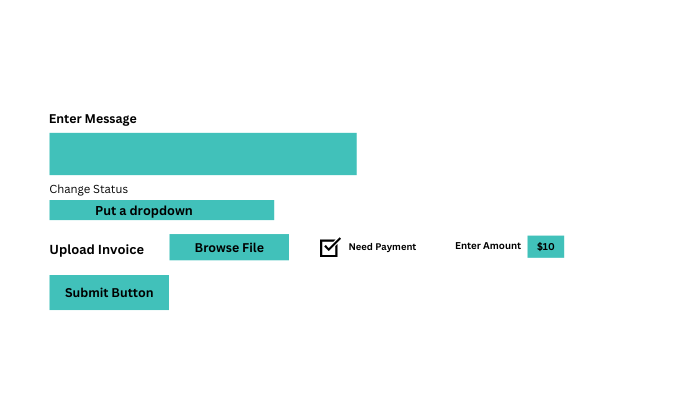 Enter Message
Change Status
Put a dropdown
Upload Invoice
Browse File
Need Payment
Enter Amount
$10
Submit Button